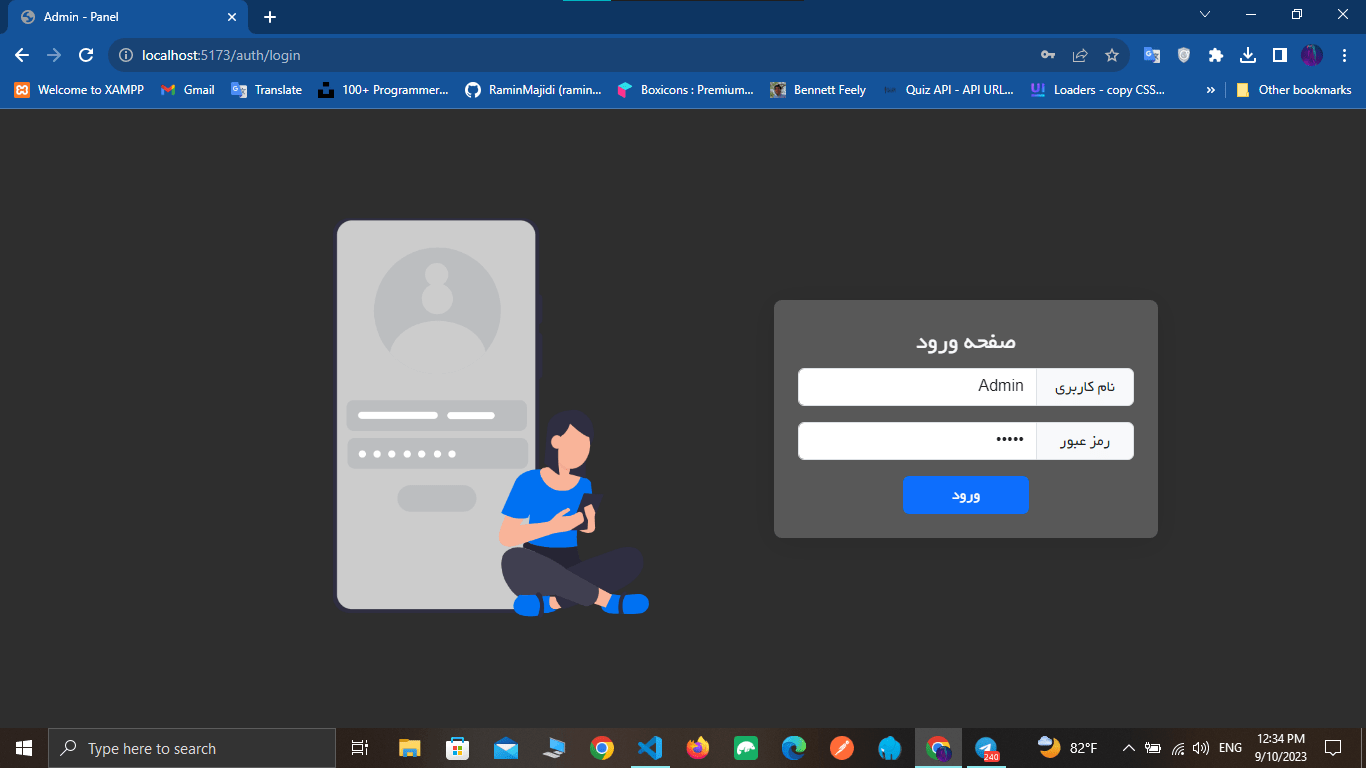 Admin - Panel
localhost:5173/auth/login
Welcome to XAMPP
Gmail
Translate
100+ Programmer...
RaminMajidi (ramin...
Boxicons : Premium...
Bennett Feely
Quiz API - API URL...
Loaders - copy CSS...
»
Other bookmarks
صفحه ورود
نام کاربری
Admin
رمز عبور
•••••
ورود
Type here to search
240
82°F
ENG
12:34 PM
9/10/2023